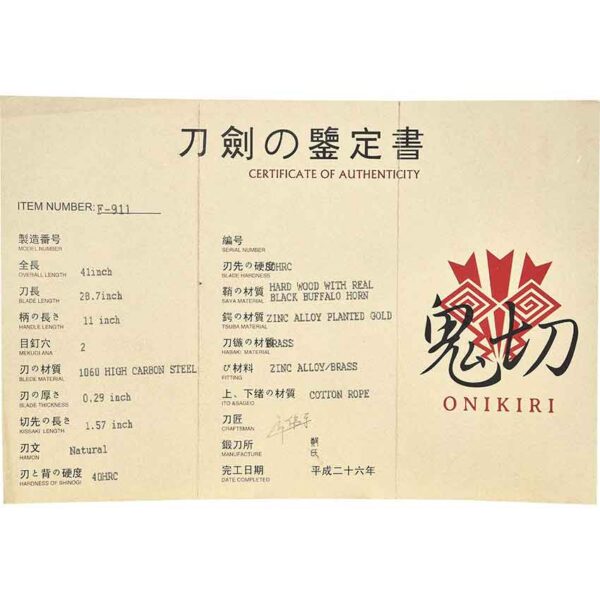 刀劍の鑒定書
CERTIFICATE OF AUTHENTICITY
ITEM NUMBER: F-911
製造番号
MODEL NUMBER
全長 41inch
OVERALL LENGTH
刀長 28.7inch
BLADE LENGTH
柄の長さ 11 inch
HANDLE LENGTH
目釘穴 2
MEKUGI ANA
刃の材質 1060 HIGH CARBON STEEL
BLEDE MATERIAL
刃の厚さ 0.29 inch
BLADE THICKNESS
切先の長さ 1.57 inch
KISSAKI LENGTH
刃文 Natural
HAMON
刃と背の硬度 40HRC
HARDNESS OF SHINOGI
編号
SERIAL NUMBER
刃先の硬度 0HRC
BLADE HARDNESS
鞘の材質 HARD WOOD WITH REAL
SAYA MATERIAL BLACK BUFFALO HORN
鍔の材質 ZINC ALLOY PLANTED GOLD
TSUBA MATERIAL
刀鎺の材質 BRASS
HABAKI MATERIAL
び材料 ZINC ALLOY/BRASS
FITTING
上、下緒の材質 COTTON ROPE
ITO &SAGEO
刀匠
CRAFTSMAN
鍛刀所
MANUFACTURE
完工日期 平成二十六年
DATE COMPLETED
鬼切
ONIKIRI